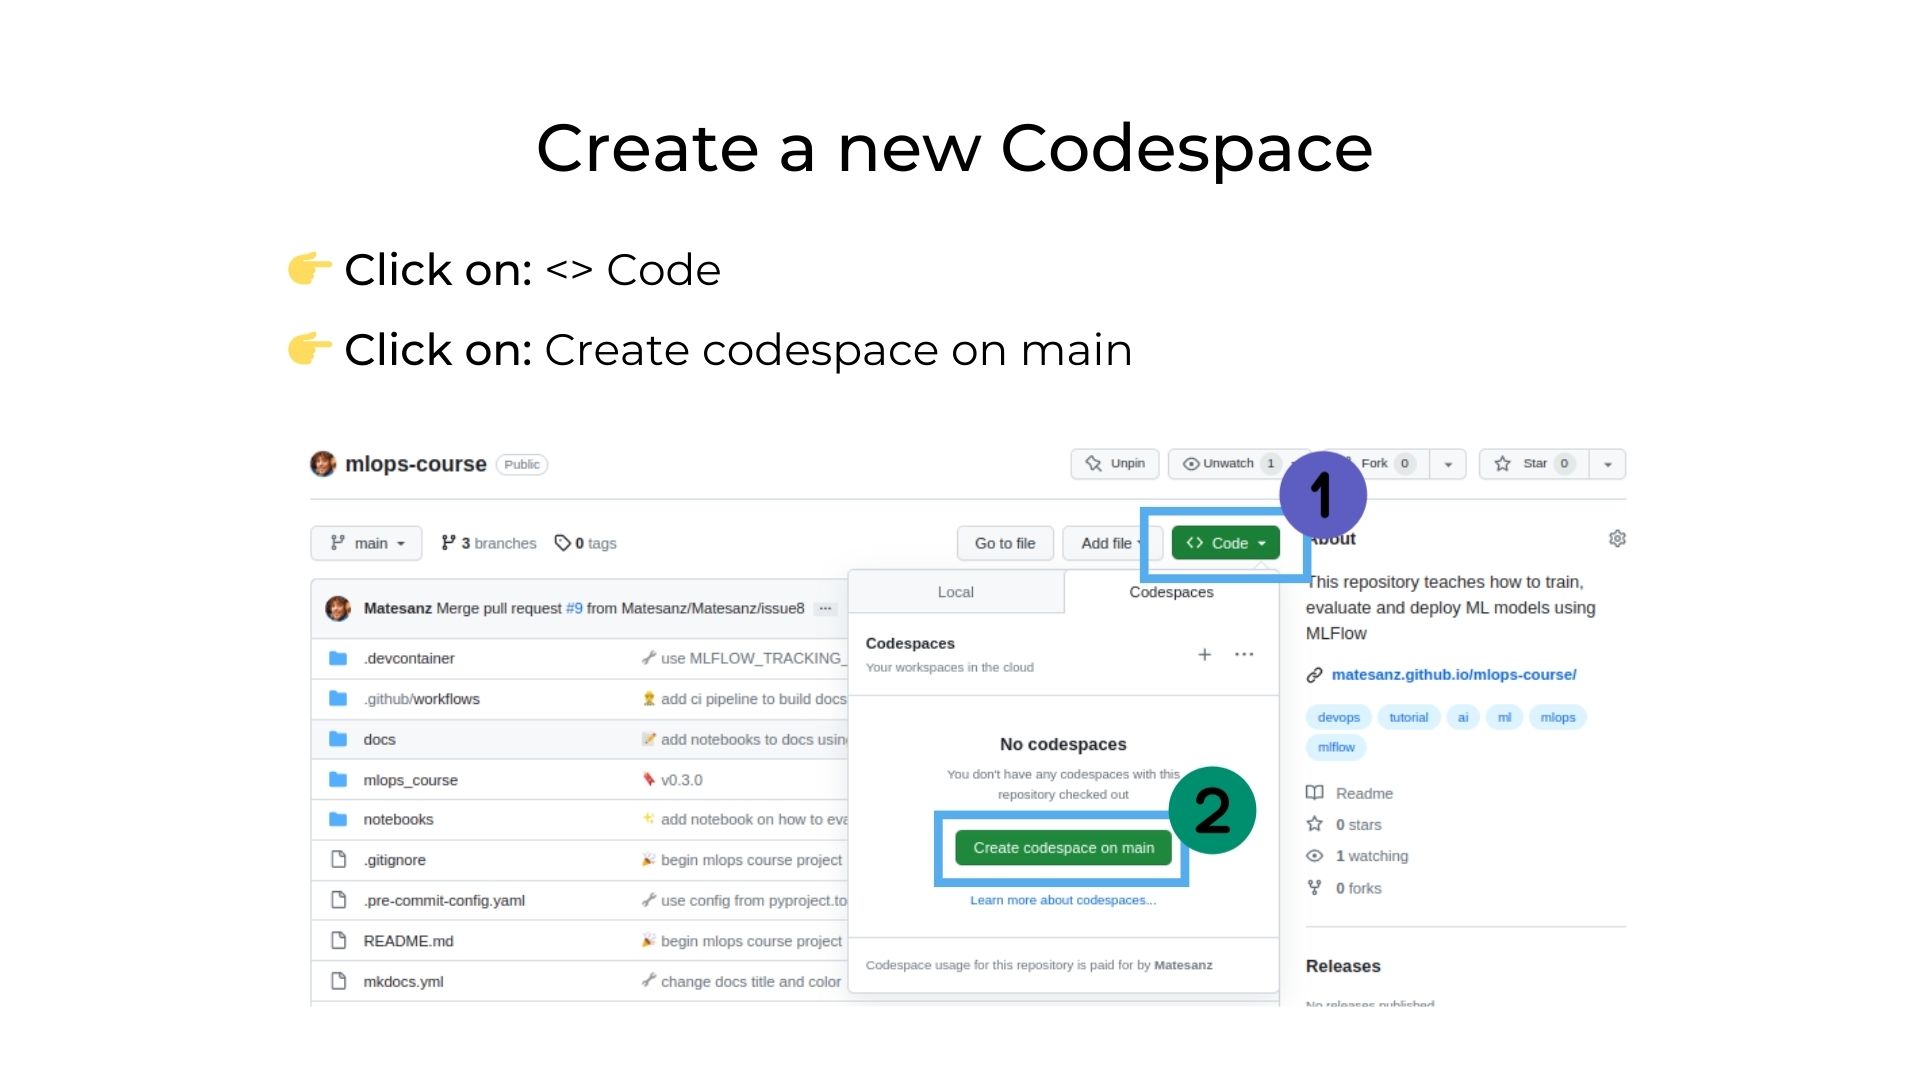 Create a new Codespace
👉 Click on: <> Code
👉 Click on: Create codespace on main
mlops-course Public
Unpin Unwatch 1 Fork 0 Star 0
1
main 3 branches 0 tags Go to file Add file <> Code
About
This repository teaches how to train,
evaluate and deploy ML models using
MLFlow
matesanz.github.io/mlops-course/
devops tutorial ai ml mlops
mlflow
Readme
0 stars
1 watching
0 forks
Releases
No releases published
Matesanz Merge pull request #9 from Matesanz/Matesanz/issue8 ...
.devcontainer use MLFLOW_TRACKING_
.github/workflows add ci pipeline to build docs
docs add notebooks to docs usin
mlops_course v0.3.0
notebooks add notebook on how to eva
.gitignore begin mlops course project
.pre-commit-config.yaml use config from pyproject.to
README.md begin mlops course project
mkdocs.yml change docs title and color
Local Codespaces
Codespaces
Your workspaces in the cloud
+ ...
No codespaces
You don't have any codespaces with this
repository checked out
2
Create codespace on main
Learn more about codespaces...
Codespace usage for this repository is paid for by Matesanz